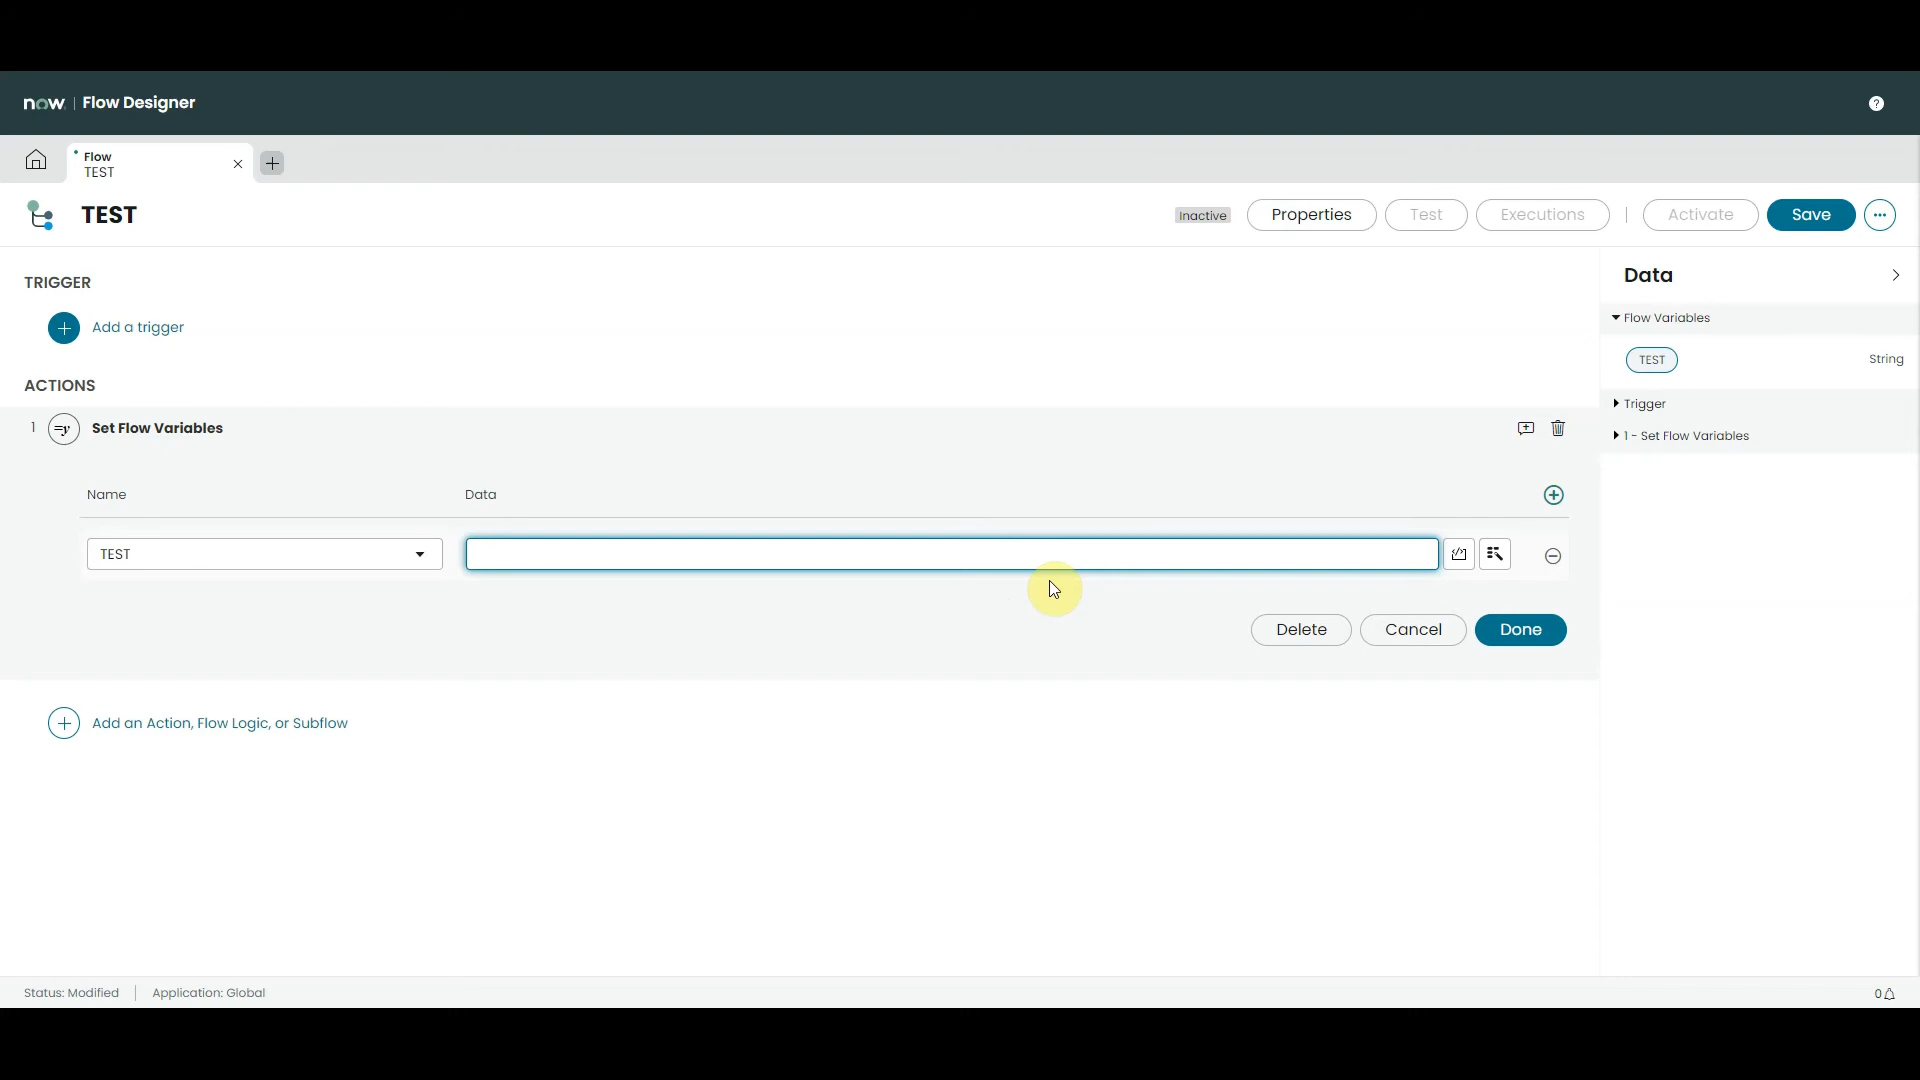 now | Flow Designer
?
Flow
TEST
TEST
Inactive
Properties
Test
Executions
Activate
Save
TRIGGER
Add a trigger
ACTIONS
1
=y
Set Flow Variables
Name
Data
TEST
Delete
Cancel
Done
Add an Action, Flow Logic, or Subflow
Data
Flow Variables
TEST
String
Trigger
1 - Set Flow Variables
Status: Modified
Application: Global
0